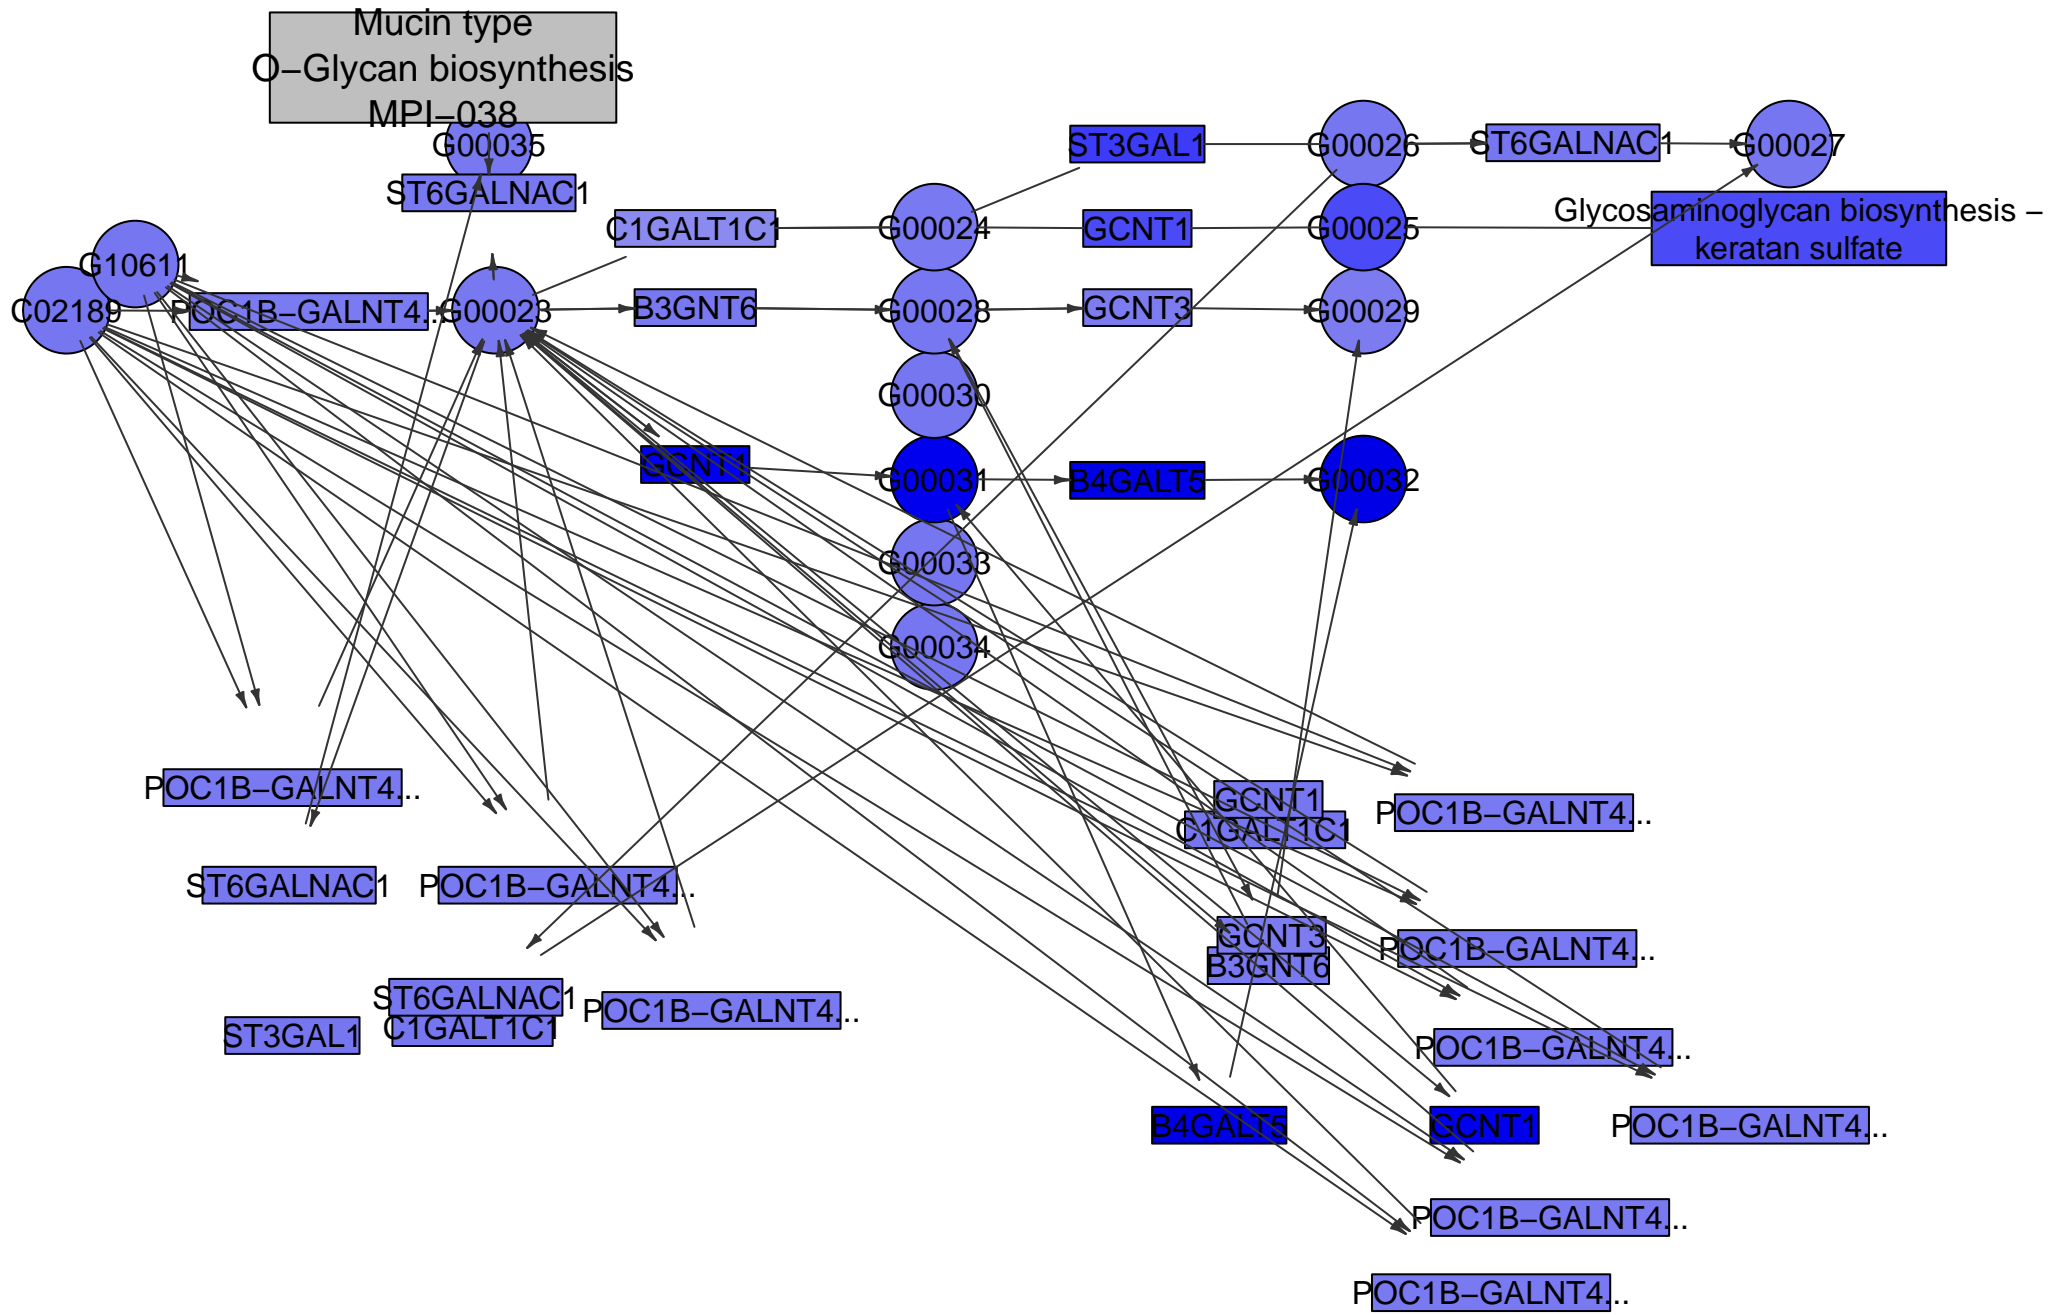 Mucin type
O−Glycan biosynthesis
MPI−038
G00035
ST3GAL1
G00026
ST6GALNAC1
G00027
ST6GALNAC1
C1GALT1C1
G00024
GCNT1
G00025
Glycosaminoglycan biosynthesis −
keratan sulfate
G10611
C02189
POC1B−GALNT4...
G00023
B3GNT6
G00028
GCNT3
G00029
G00030
GCNT1
G00031
B4GALT5
G00032
G00033
G00034
POC1B−GALNT4...
GCNT1
POC1B−GALNT4...
C1GALT1C1
ST6GALNAC1
POC1B−GALNT4...
GCNT3
POC1B−GALNT4...
B3GNT6
ST6GALNAC1
POC1B−GALNT4...
ST3GAL1
C1GALT1C1
POC1B−GALNT4...
B4GALT5
GCNT1
POC1B−GALNT4...
POC1B−GALNT4...
POC1B−GALNT4...